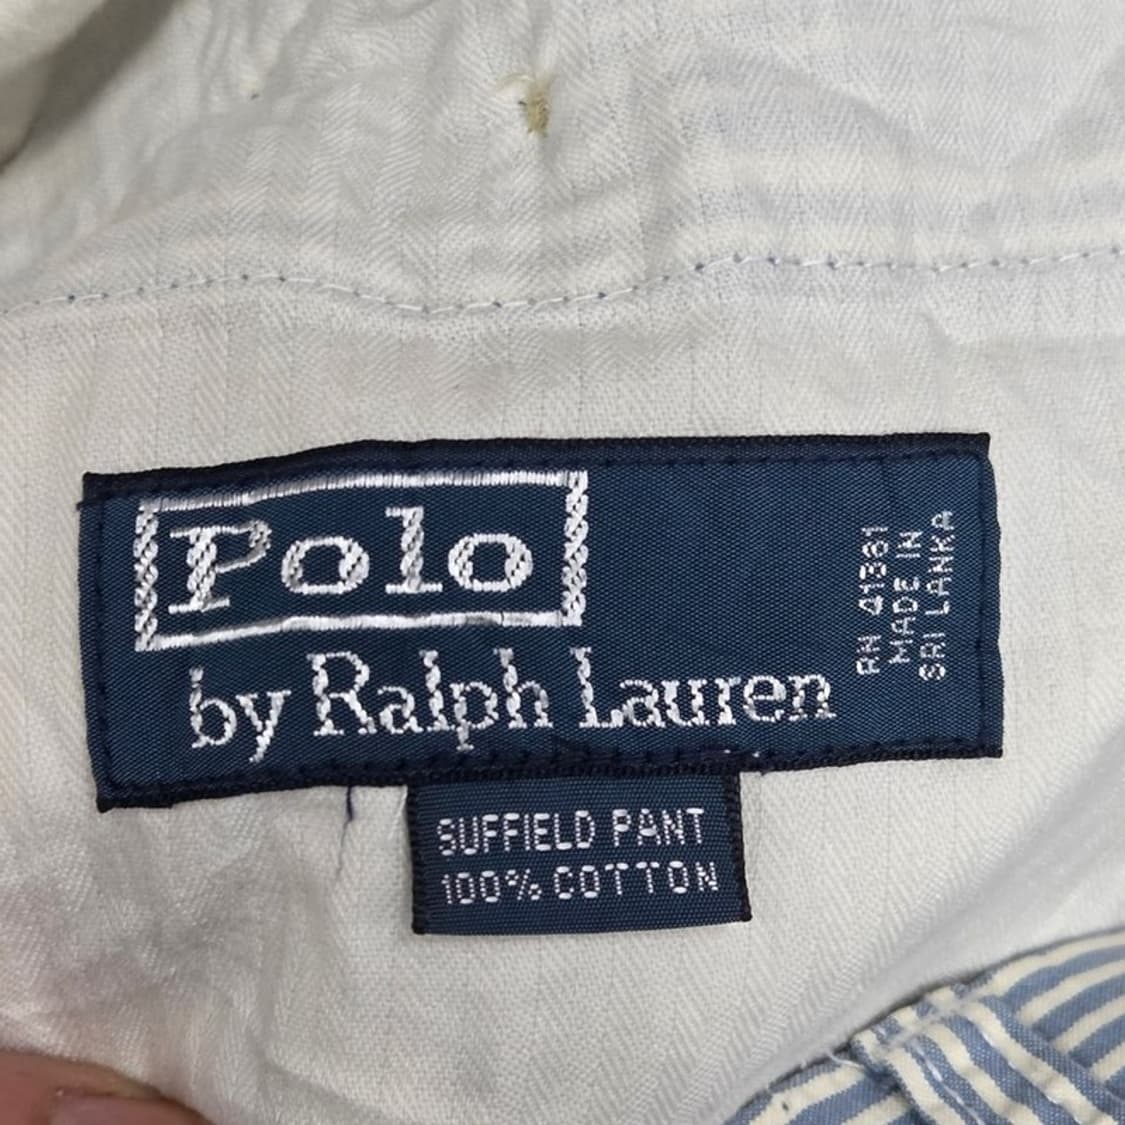 Polo
by Ralph Lauren
RN 41381
MADE IN
SRI LANKA
SUFFIELD PANT
100% COTTON